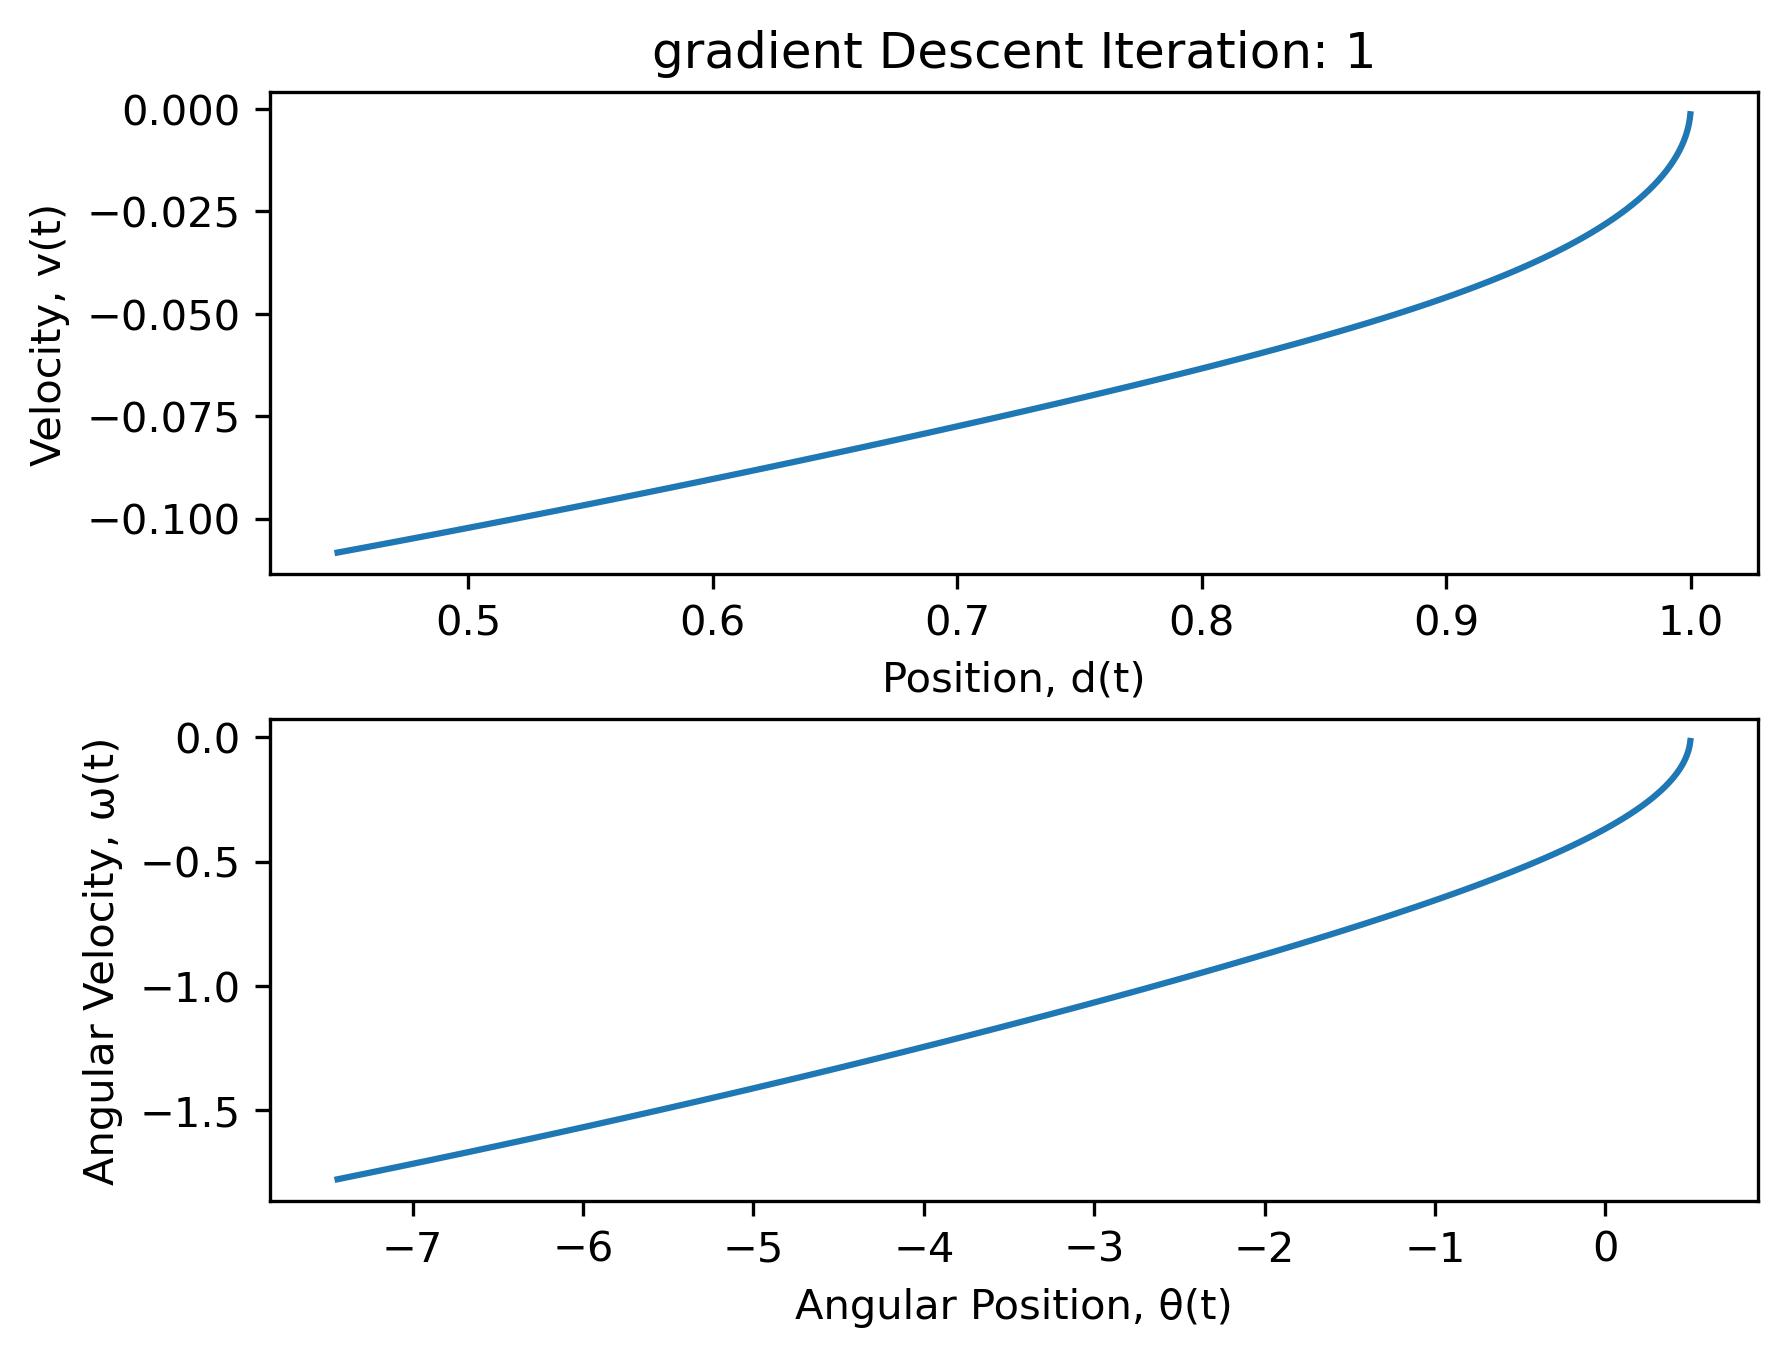 gradient Descent Iteration: 1
0.000
−0.025
−0.050
−0.075
−0.100
Velocity, v(t)
0.5 0.6 0.7 0.8 0.9 1.0
Position, d(t)
0.0
−0.5
−1.0
−1.5
Angular Velocity, ω(t)
−7 −6 −5 −4 −3 −2 −1 0
Angular Position, θ(t)